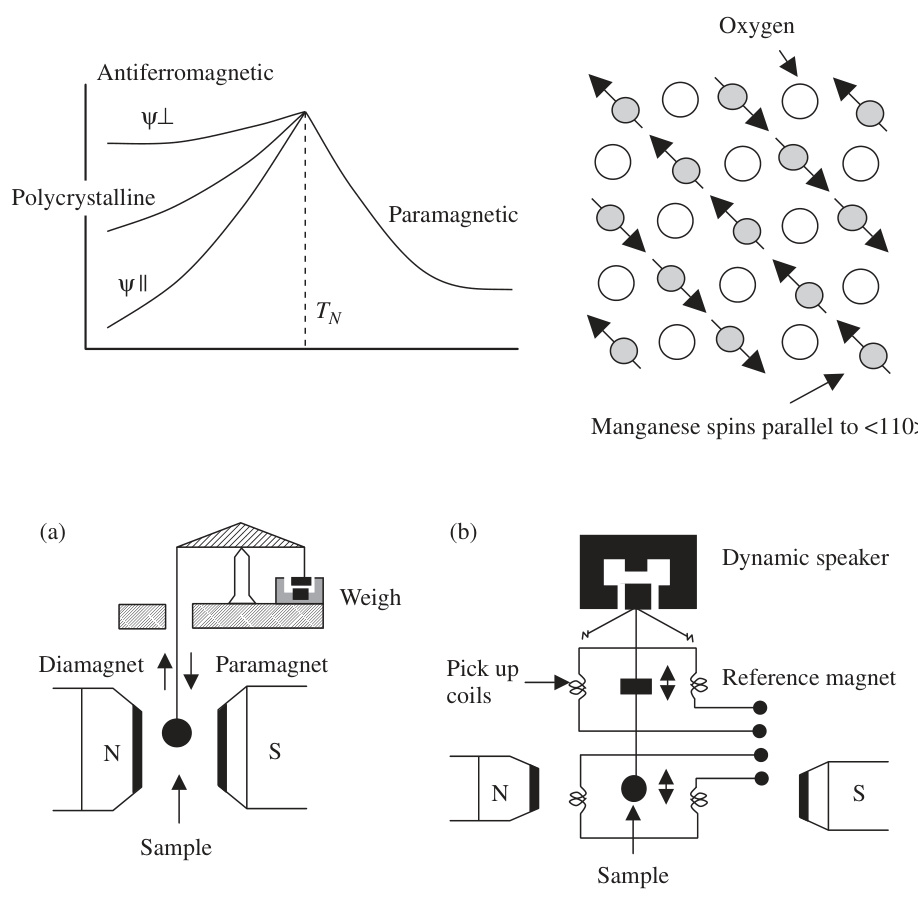 Antiferromagnetic
ψ⊥
Polycrystalline
Paramagnetic
ψ||
T_N
Oxygen
Manganese spins parallel to <110>
(a)
Weigh
Diamagnet
Paramagnet
N
S
Sample
(b)
Dynamic speaker
Pick up
coils
Reference magnet
N
S
Sample